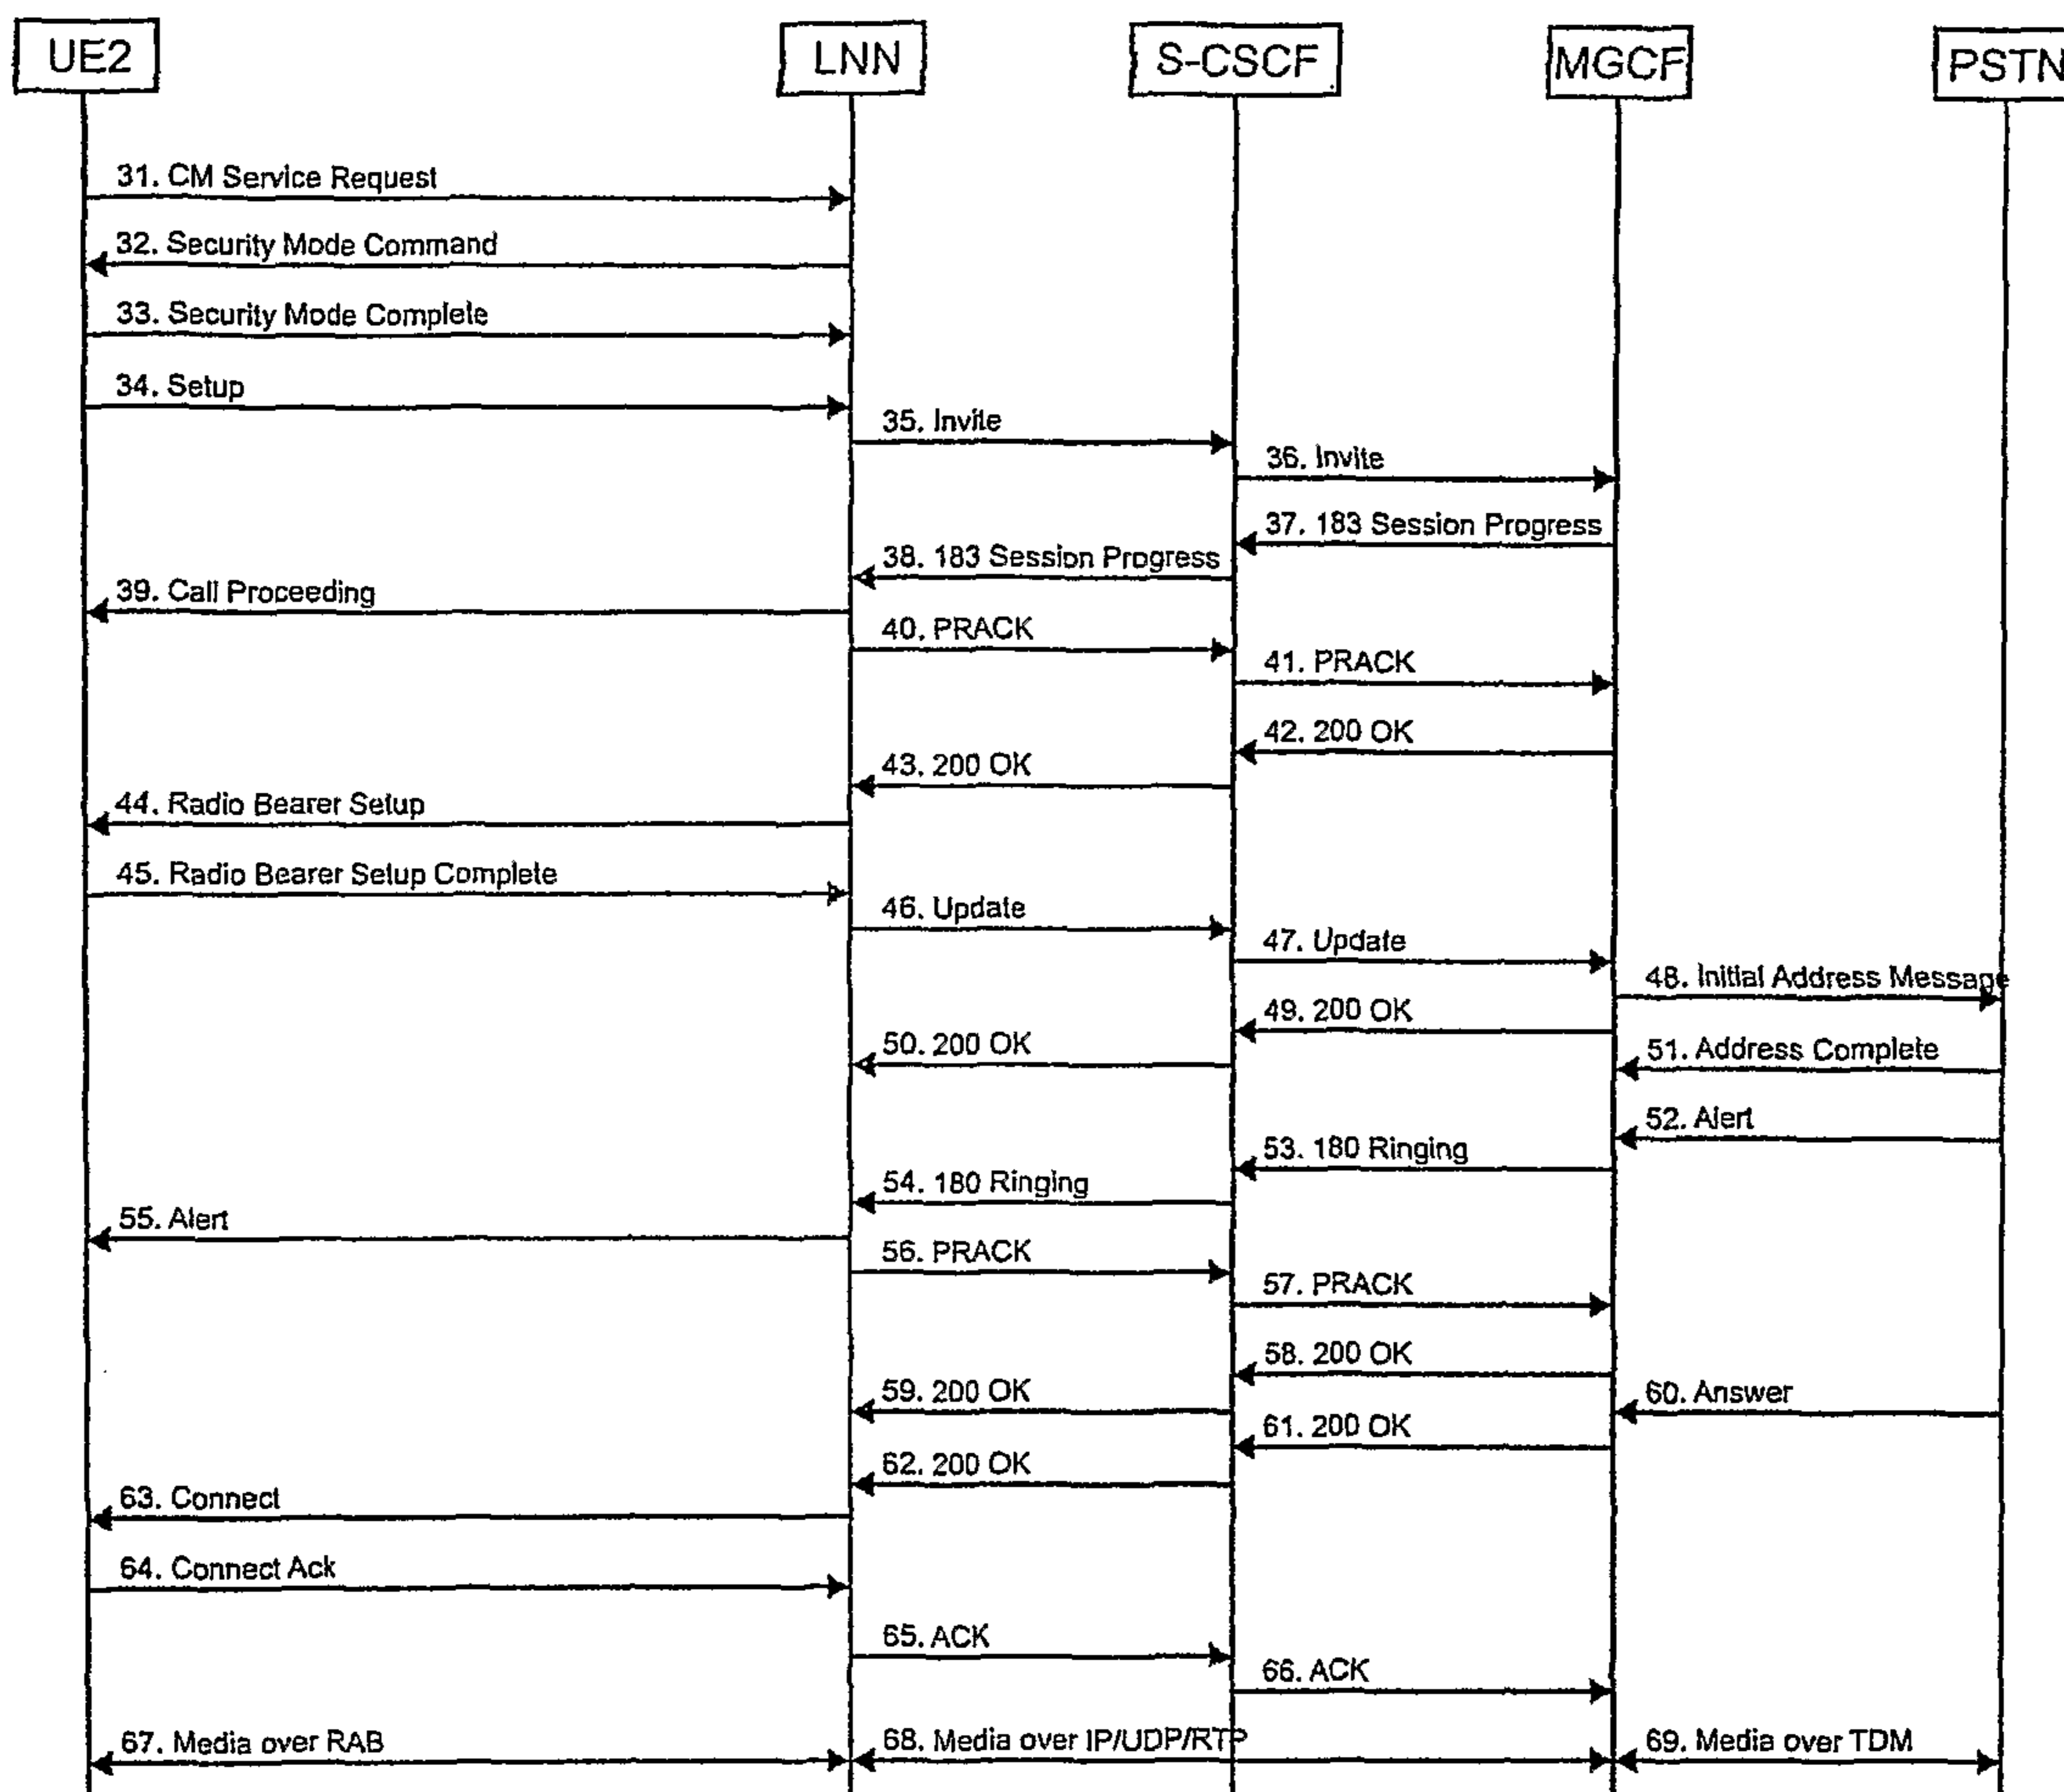 UE2
LNN
S-CSCF
MGCF
PSTN
31. CM Service Request
32. Security Mode Command
33. Security Mode Complete
34. Setup
35. Invite
36. Invite
37. 183 Session Progress
38. 183 Session Progress
39. Call Proceeding
40. PRACK
41. PRACK
42. 200 OK
43. 200 OK
44. Radio Bearer Setup
45. Radio Bearer Setup Complete
46. Update
47. Update
48. Initial Address Message
49. 200 OK
50. 200 OK
51. Address Complete
52. Alert
53. 180 Ringing
54. 180 Ringing
55. Alert
56. PRACK
57. PRACK
58. 200 OK
59. 200 OK
60. Answer
61. 200 OK
62. 200 OK
63. Connect
64. Connect Ack
65. ACK
66. ACK
67. Media over RAB
68. Media over IP/UDP/RTP
69. Media over TDM